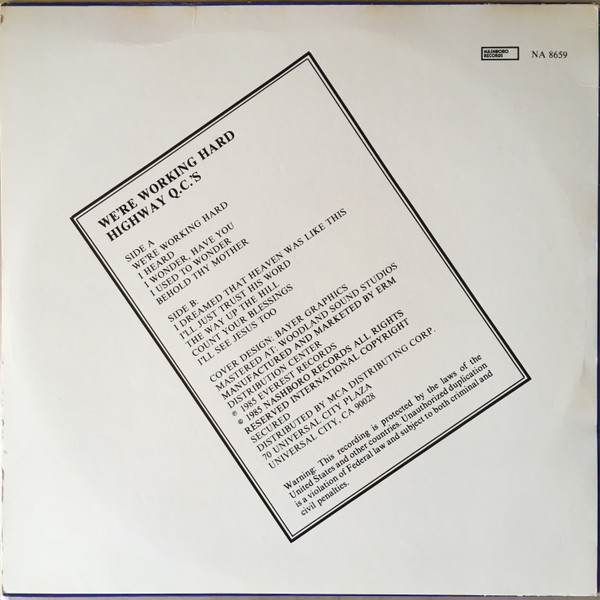 NASHBORO
RECORDS
NA 8659
WE'RE WORKING HARD
HIGHWAY Q.C.'S
SIDE A
WE'RE WORKING HARD
I HEARD
I WONDER, HAVE YOU
I USED TO WONDER
BEHOLD THY MOTHER
SIDE B:
I DREAMED THAT HEAVEN WAS LIKE THIS
I'LL JUST TRUST HIS WORD
THE WAY UP THE HILL
COUNT YOUR BLESSINGS
I'LL SEE JESUS TOO
COVER DESIGN: BAYER GRAPHICS
MASTERED AT: WOODLAND SOUND STUDIOS
MANUFACTURED AND MARKETED BY ERM
DISTRIBUTION CENTER
℗ 1985 EVEREST RECORDS
© 1985 NASHBORO RECORDS ALL RIGHTS
RESERVED INTERNATIONAL COPYRIGHT
SECURED
DISTRIBUTED BY MCA DISTRIBUTING CORP.
70 UNIVERSAL CITY PLAZA
UNIVERSAL CITY, CA 90028
Warning: This recording is protected by the laws of the
United States and other countries. Unauthorized duplication
is a violation of Federal law and subject to both criminal and
civil penalties.